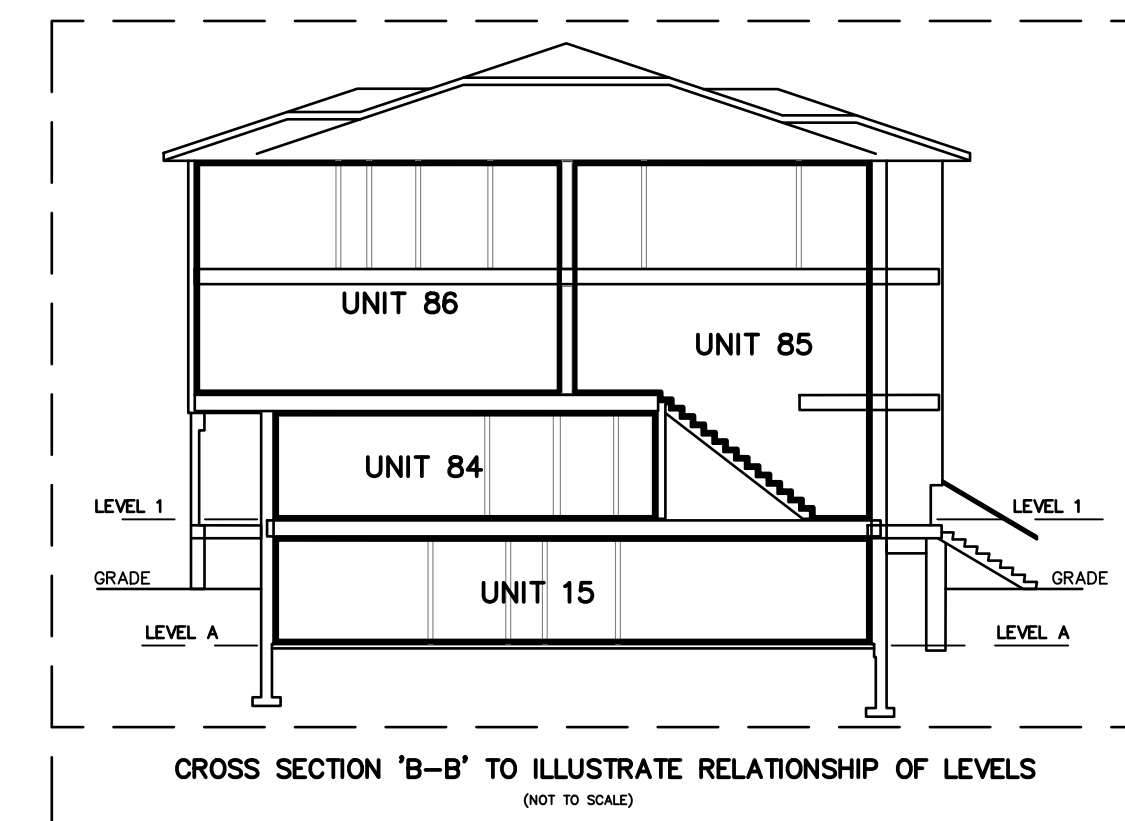 UNIT 86
UNIT 85
UNIT 84
LEVEL 1
LEVEL 1
GRADE
UNIT 15
GRADE
LEVEL A
LEVEL A
CROSS SECTION 'B–B' TO ILLUSTRATE RELATIONSHIP OF LEVELS
(NOT TO SCALE)